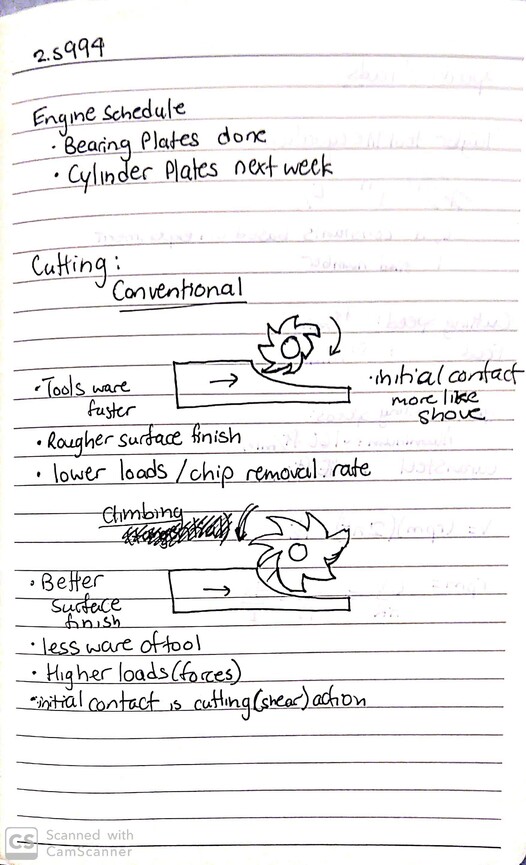 2.S994
Engine Schedule
· Bearing Plates done
· Cylinder Plates next week
Cutting:
Conventional
· Tools ware
faster
· initial contact
more like
shove
· Rougher surface finish
· lower loads / chip removal rate
Climbing
· Better
surface
finish
· less ware of tool
· Higher loads (forces)
· initial contact is cutting (shear) action
CS Scanned with
CamScanner